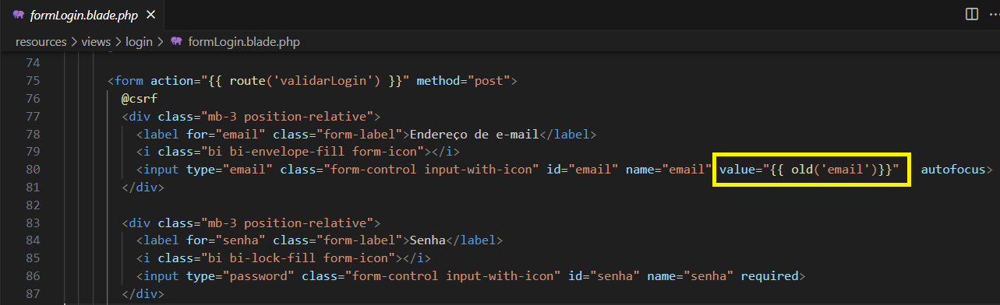 formLogin.blade.php ×
resources > views > login > formLogin.blade.php
74
75 <form action="{{ route('validarLogin') }}" method="post">
76 @csrf
77 <div class="mb-3 position-relative">
78 <label for="email" class="form-label">Endereço de e-mail</label>
79 <i class="bi bi-envelope-fill form-icon"></i>
80 <input type="email" class="form-control input-with-icon" id="email" name="email" value="{{ old('email')}}" autofocus>
81 </div>
82
83 <div class="mb-3 position-relative">
84 <label for="senha" class="form-label">Senha</label>
85 <i class="bi bi-lock-fill form-icon"></i>
86 <input type="password" class="form-control input-with-icon" id="senha" name="senha" required>
87 </div>